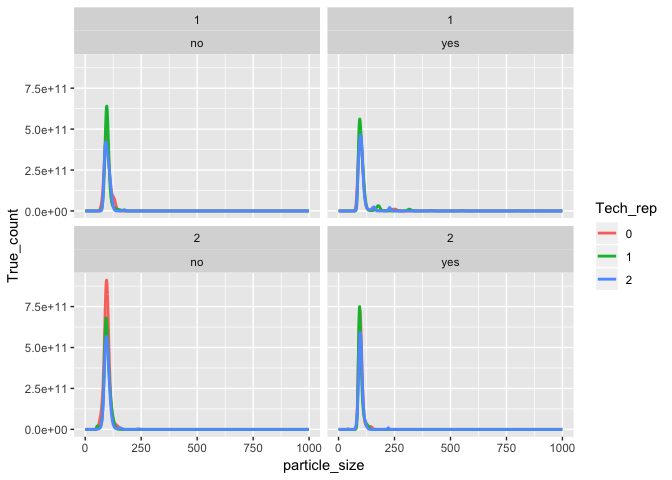 1
1
no
yes
7.5e+11
5.0e+11
2.5e+11
0.0e+00
2
2
no
yes
7.5e+11
5.0e+11
2.5e+11
0.0e+00
0
250
500
750
1000
0
250
500
750
1000
particle_size
True_count
Tech_rep
0
1
2